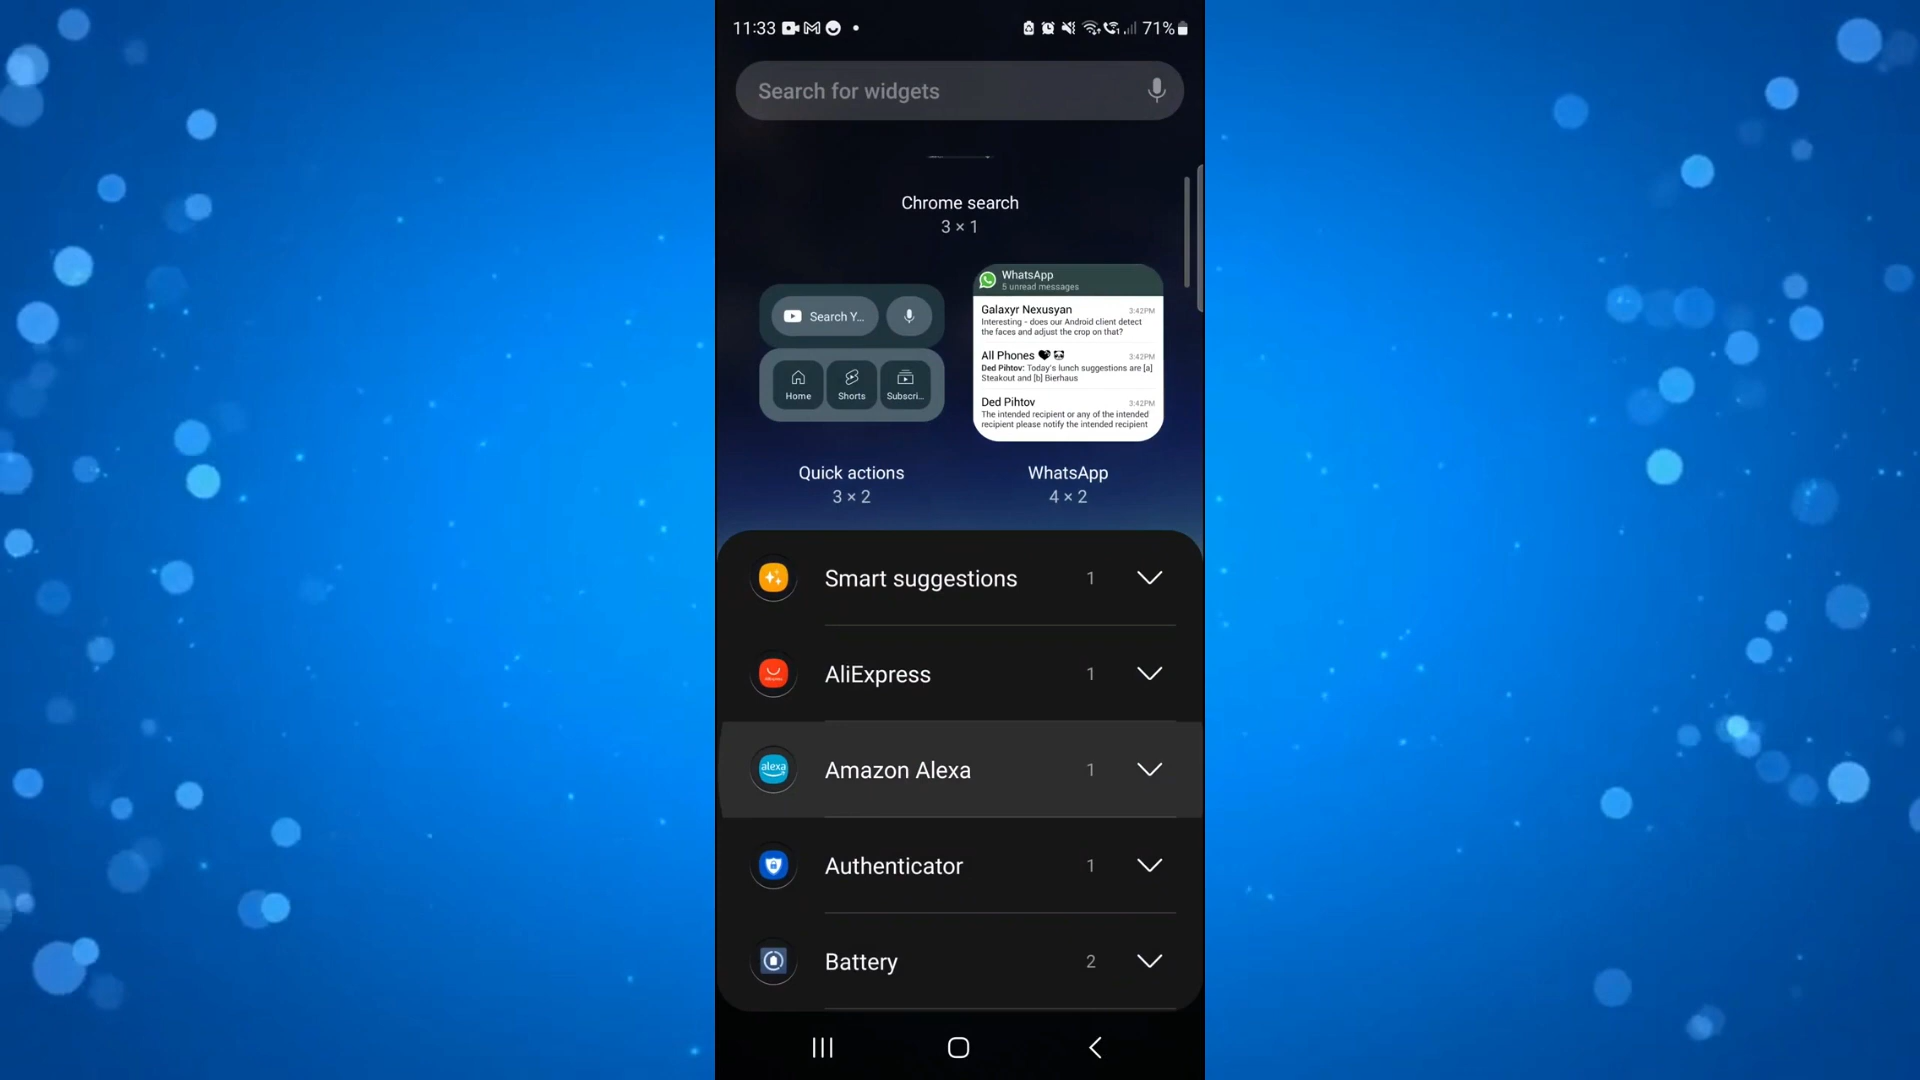 11:33
71%
Search for widgets
Chrome search
3 × 1
Search Y...
Home
Shorts
Subscri...
Quick actions
3 × 2
WhatsApp
5 unread messages
Galaxyr Nexusyan 3:42PM
Interesting - does our Android client detect
the faces and adjust the crop on that?
All Phones 3:42PM
Ded Pihtov: Today's lunch suggestions are [a]
Steakout and [b] Bierhaus
Ded Pihtov 3:42PM
The intended recipient or any of the intended
recipient please notify the intended recipient
WhatsApp
4 × 2
Smart suggestions 1
AliExpress 1
alexa
Amazon Alexa 1
Authenticator 1
Battery 2